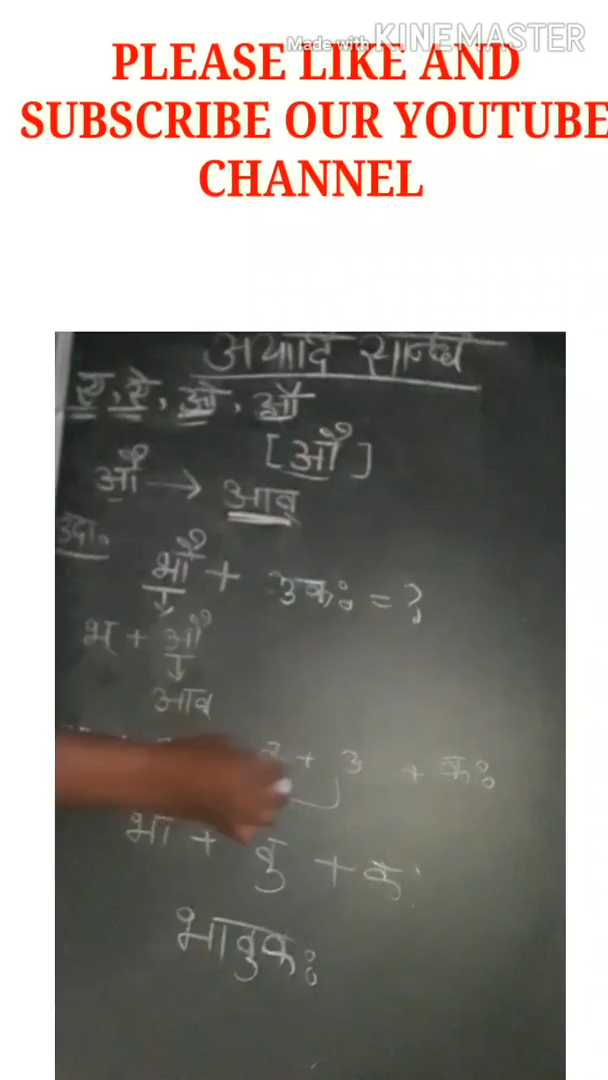 Made with KINEMASTER
PLEASE LIKE AND
SUBSCRIBE OUR YOUTUBE
CHANNEL
अयादि सन्धि
ए, ऐ, ओ, औ
[औ]
औ → आव्
उदा॰
भौ + उकः = ?
भ् + औ
आव्
+ उ + कः
भा + वु + क
भावुकः